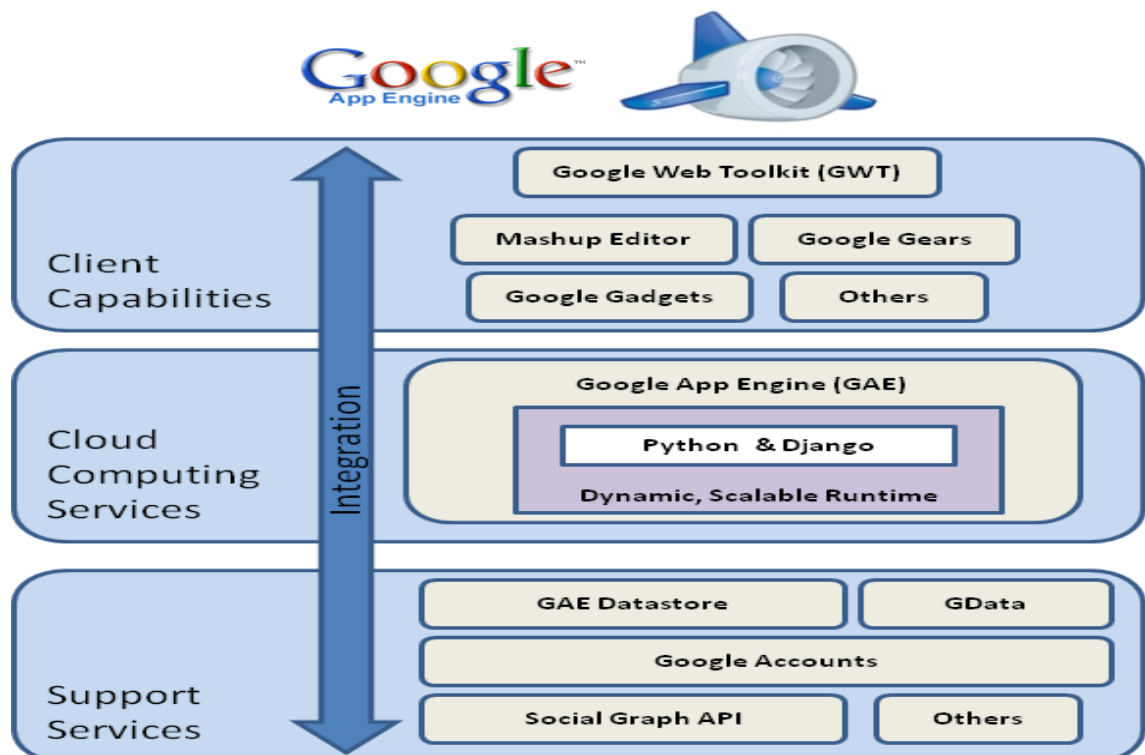 Google™
App Engine
Google Web Toolkit (GWT)
Mashup Editor
Google Gears
Client
Capabilities
Google Gadgets
Others
Google App Engine (GAE)
Cloud
Computing
Services
Python & Django
Dynamic, Scalable Runtime
Integration
GAE Datastore
GData
Google Accounts
Support
Services
Social Graph API
Others